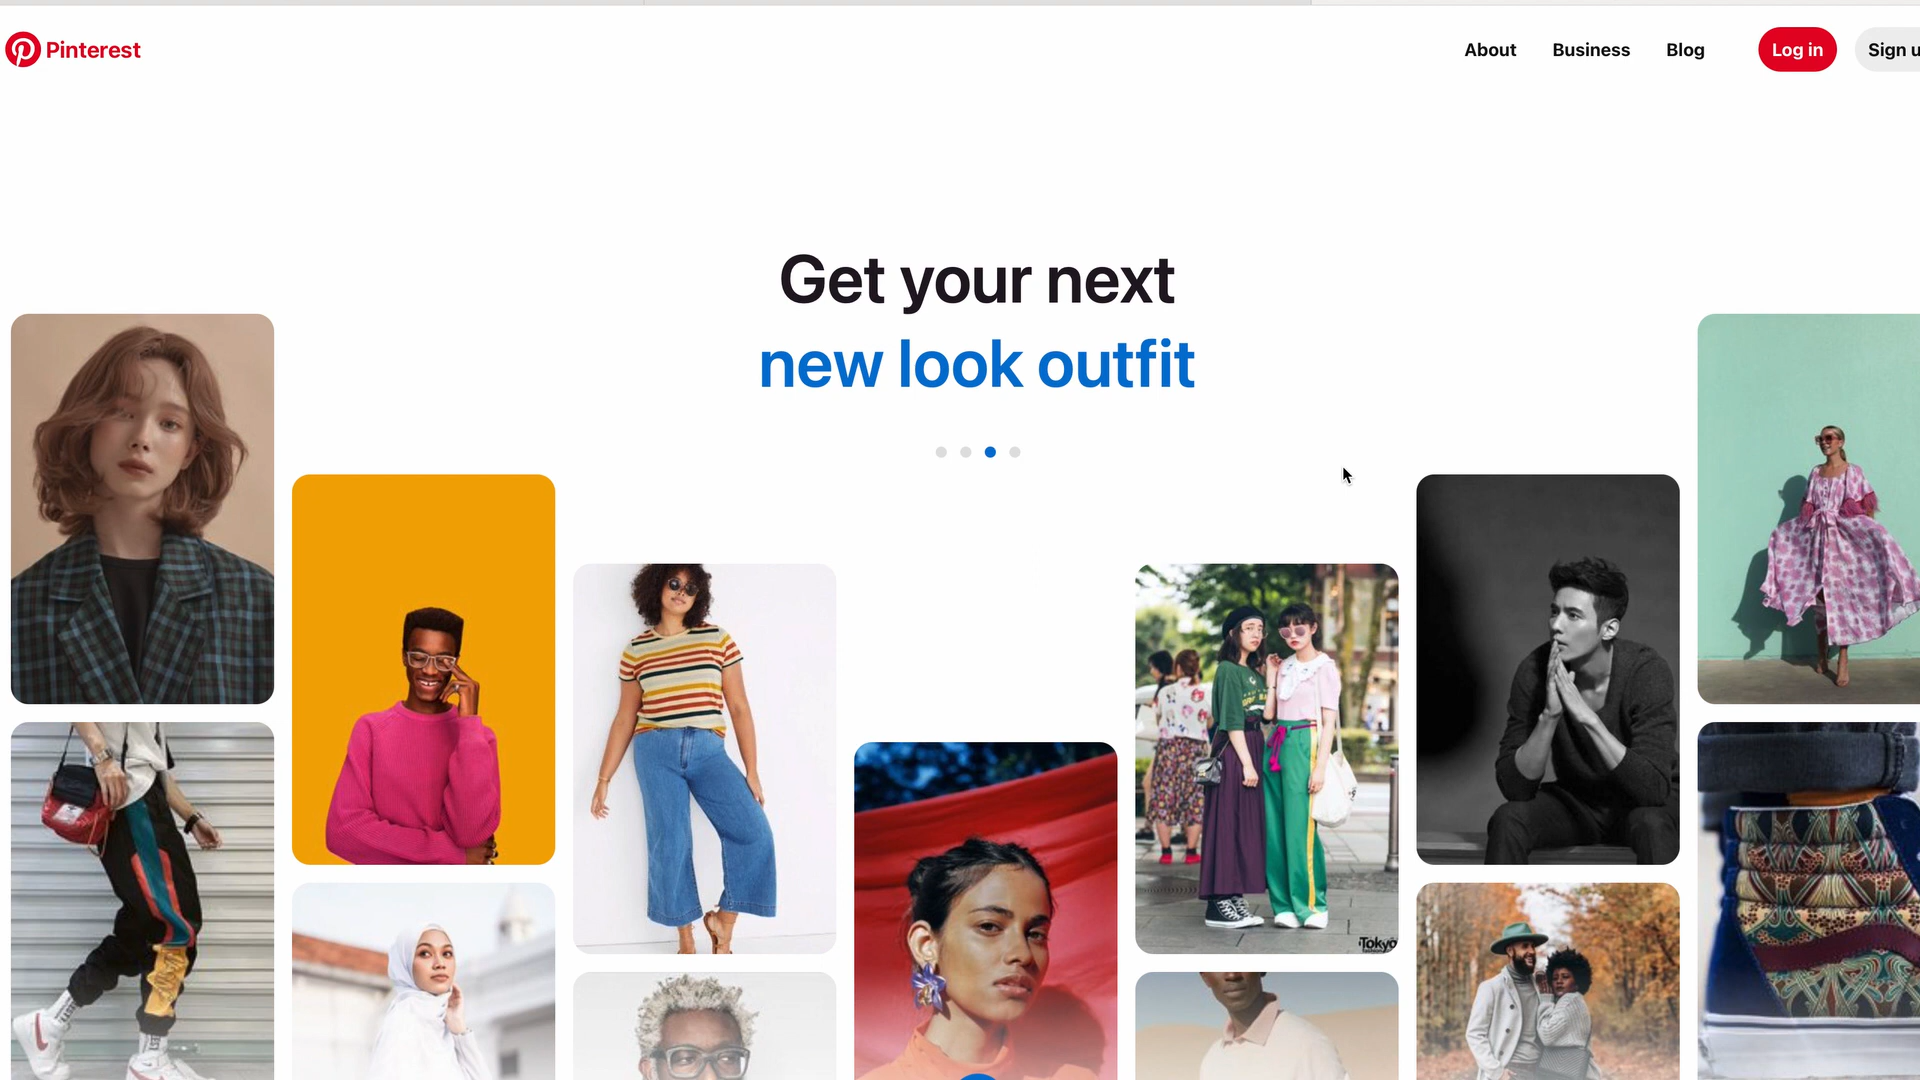 Pinterest
About
Business
Blog
Log in
Sign u
Get your next
new look outfit
Tokyo